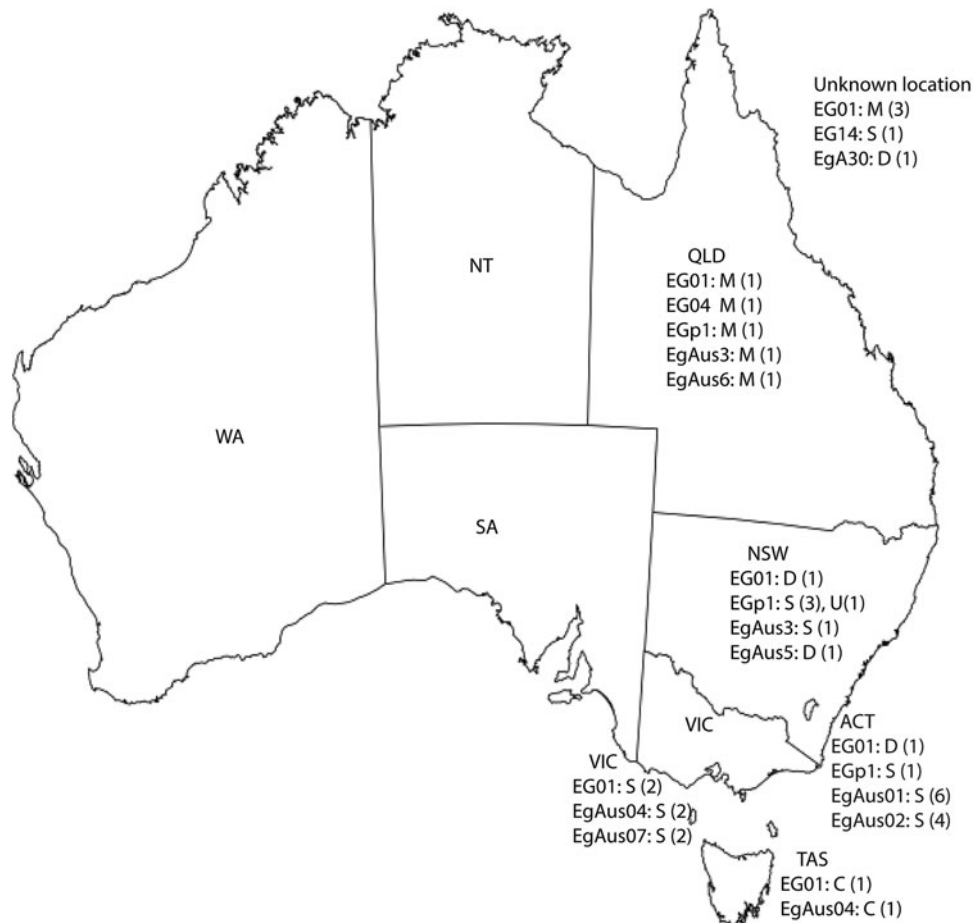 Unknown location
EG01: M (3)
EG14: S (1)
EgA30: D (1)
NT
QLD
EG01: M (1)
EG04 M (1)
EGp1: M (1)
EgAus3: M (1)
EgAus6: M (1)
WA
SA
NSW
EG01: D (1)
EGp1: S (3), U(1)
EgAus3: S (1)
EgAus5: D (1)
VIC
ACT
EG01: D (1)
EGp1: S (1)
EgAus01: S (6)
EgAus02: S (4)
VIC
EG01: S (2)
EgAus04: S (2)
EgAus07: S (2)
TAS
EG01: C (1)
EgAus04: C (1)